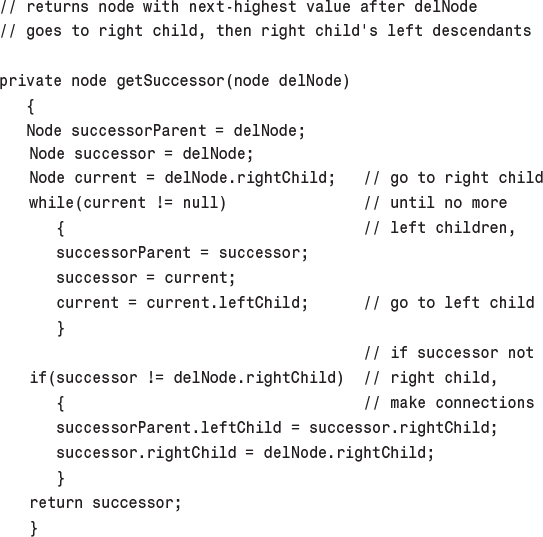 // returns node with next-highest value after delNode
// goes to right child, then right child's left descendants
private node getSuccessor(node delNode)
{
Node successorParent = delNode;
Node successor = delNode;
Node current = delNode.rightChild; // go to right child
while(current != null) // until no more
{ // left children,
successorParent = successor;
successor = current;
current = current.leftChild; // go to left child
}
// if successor not
if(successor != delNode.rightChild) // right child,
{ // make connections
successorParent.leftChild = successor.rightChild;
successor.rightChild = delNode.rightChild;
}
return successor;
}